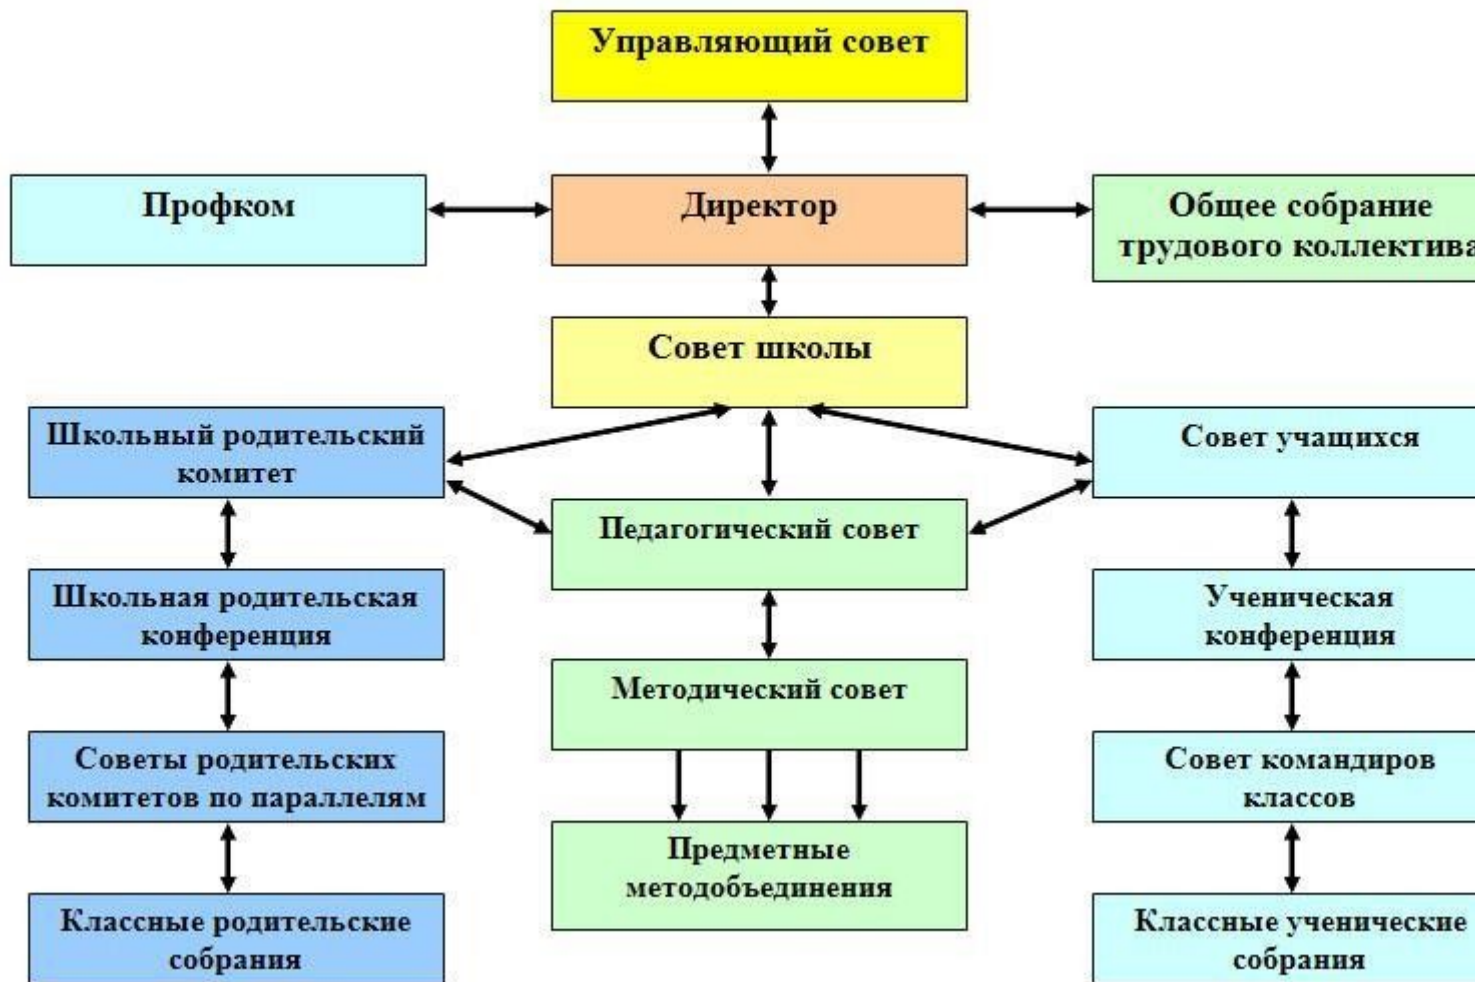 Управляющий совет
Профком
Директор
Общее собрание
трудового коллектива
Совет школы
Школьный родительский
комитет
Совет учащихся
Педагогический совет
Школьная родительская
конференция
Ученическая
конференция
Методический совет
Советы родительских
комитетов по параллелям
Совет командиров
классов
Предметные
методобъединения
Классные родительские
собрания
Классные ученические
собрания